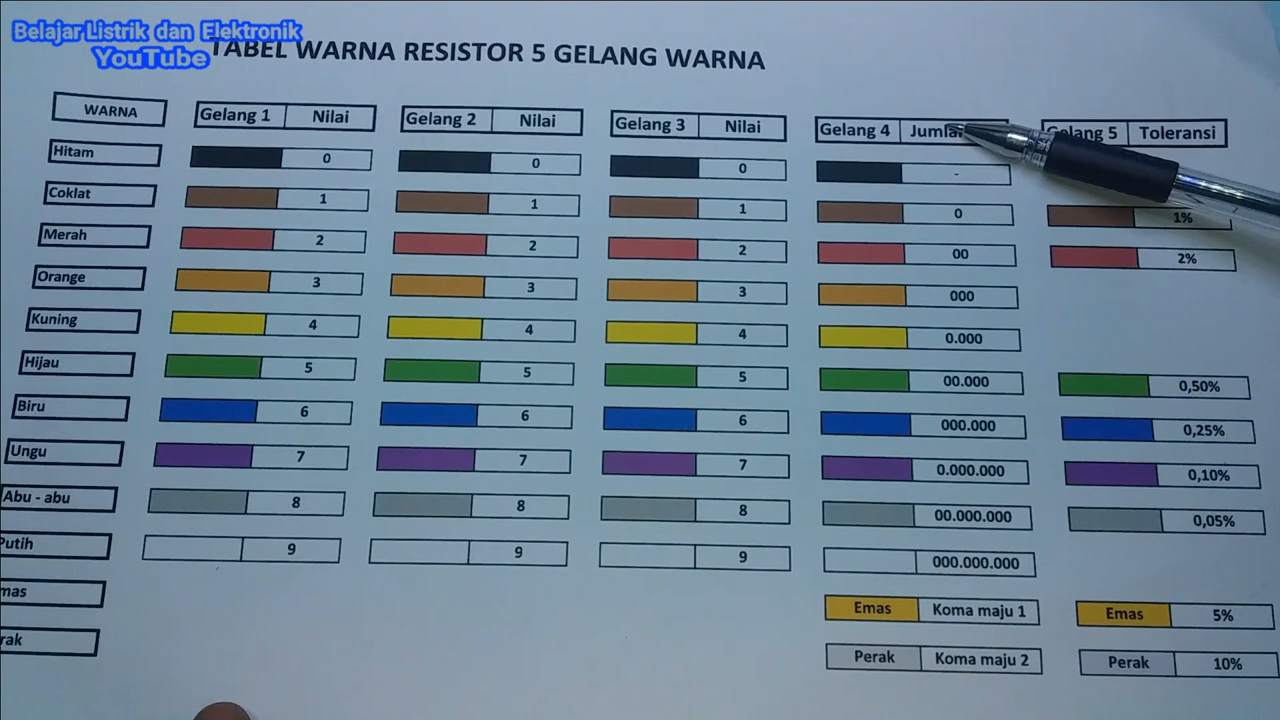 Belajar Listrik dan Elektronik
YouTube
TABEL WARNA RESISTOR 5 GELANG WARNA
WARNA Gelang 1 Nilai Gelang 2 Nilai Gelang 3 Nilai Gelang 4 Gelang 5 Toleransi
Hitam 0 0 0 -
Coklat 1 1 1 0 1%
Merah 2 2 2 00 2%
Orange 3 3 3 000
Kuning 4 4 4 0.000
Hijau 5 5 5 00.000 0,50%
Biru 6 6 6 000.000 0,25%
Ungu 7 7 7 0.000.000 0,10%
Abu - abu 8 8 8 00.000.000 0,05%
Putih 9 9 9 000.000.000
mas Emas Koma maju 1 Emas 5%
rak Perak Koma maju 2 Perak 10%